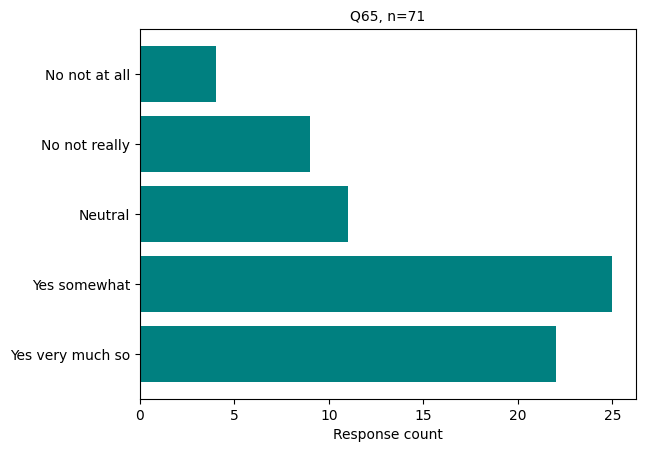 Q65, n=71
No not at all
No not really
Neutral
Yes somewhat
Yes very much so
0 5 10 15 20 25
Response count